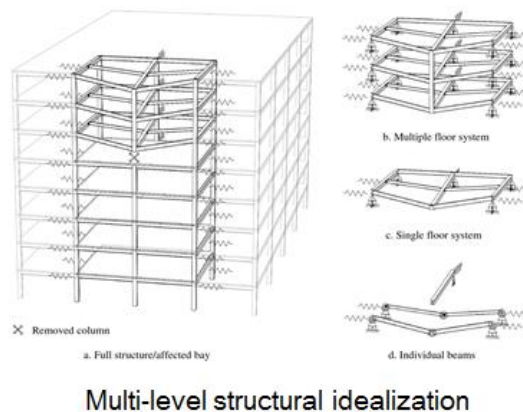 b. Multiple floor system
c. Single floor system
Removed column
a. Full structure/affected bay
d. Individual beams
Multi-level structural idealization